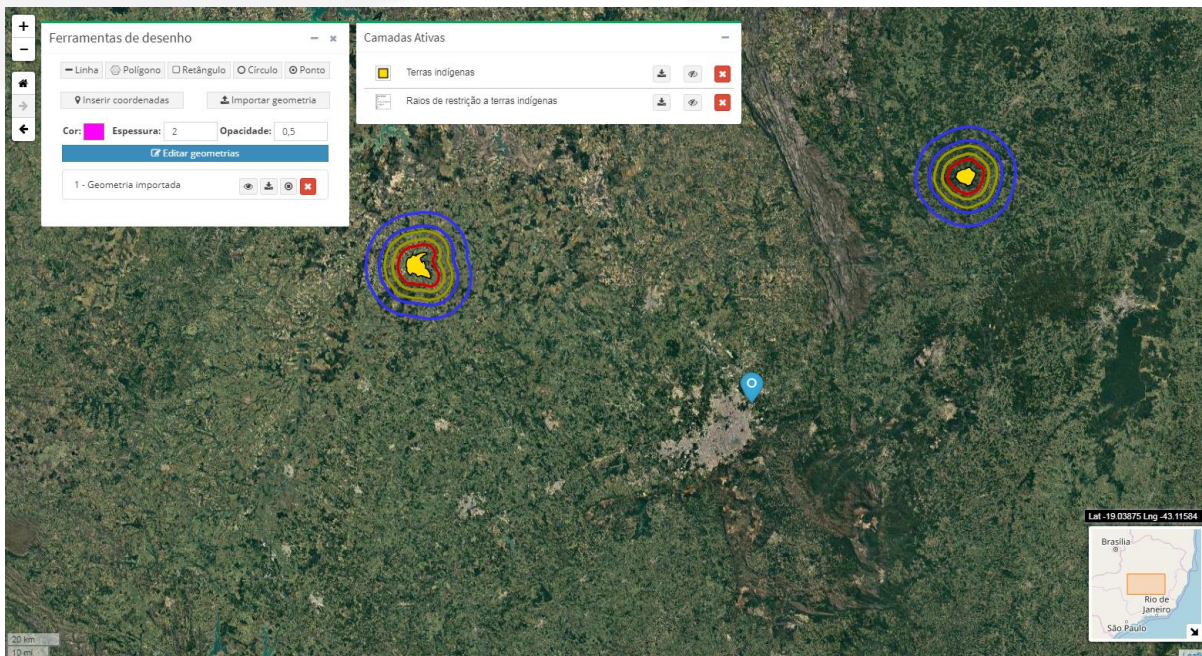 +
−
Ferramentas de desenho
Linha Polígono Retângulo Círculo Ponto
Inserir coordenadas Importar geometria
Cor: Espessura: 2 Opacidade: 0,5
Editar geometrias
1 - Geometria importada
Camadas Ativas
Terras indígenas
Raios de restrição a terras indígenas
Lat -19.03875 Lng -43.11584
Brasília
Rio de
Janeiro
São Paulo
20 km
10 mi